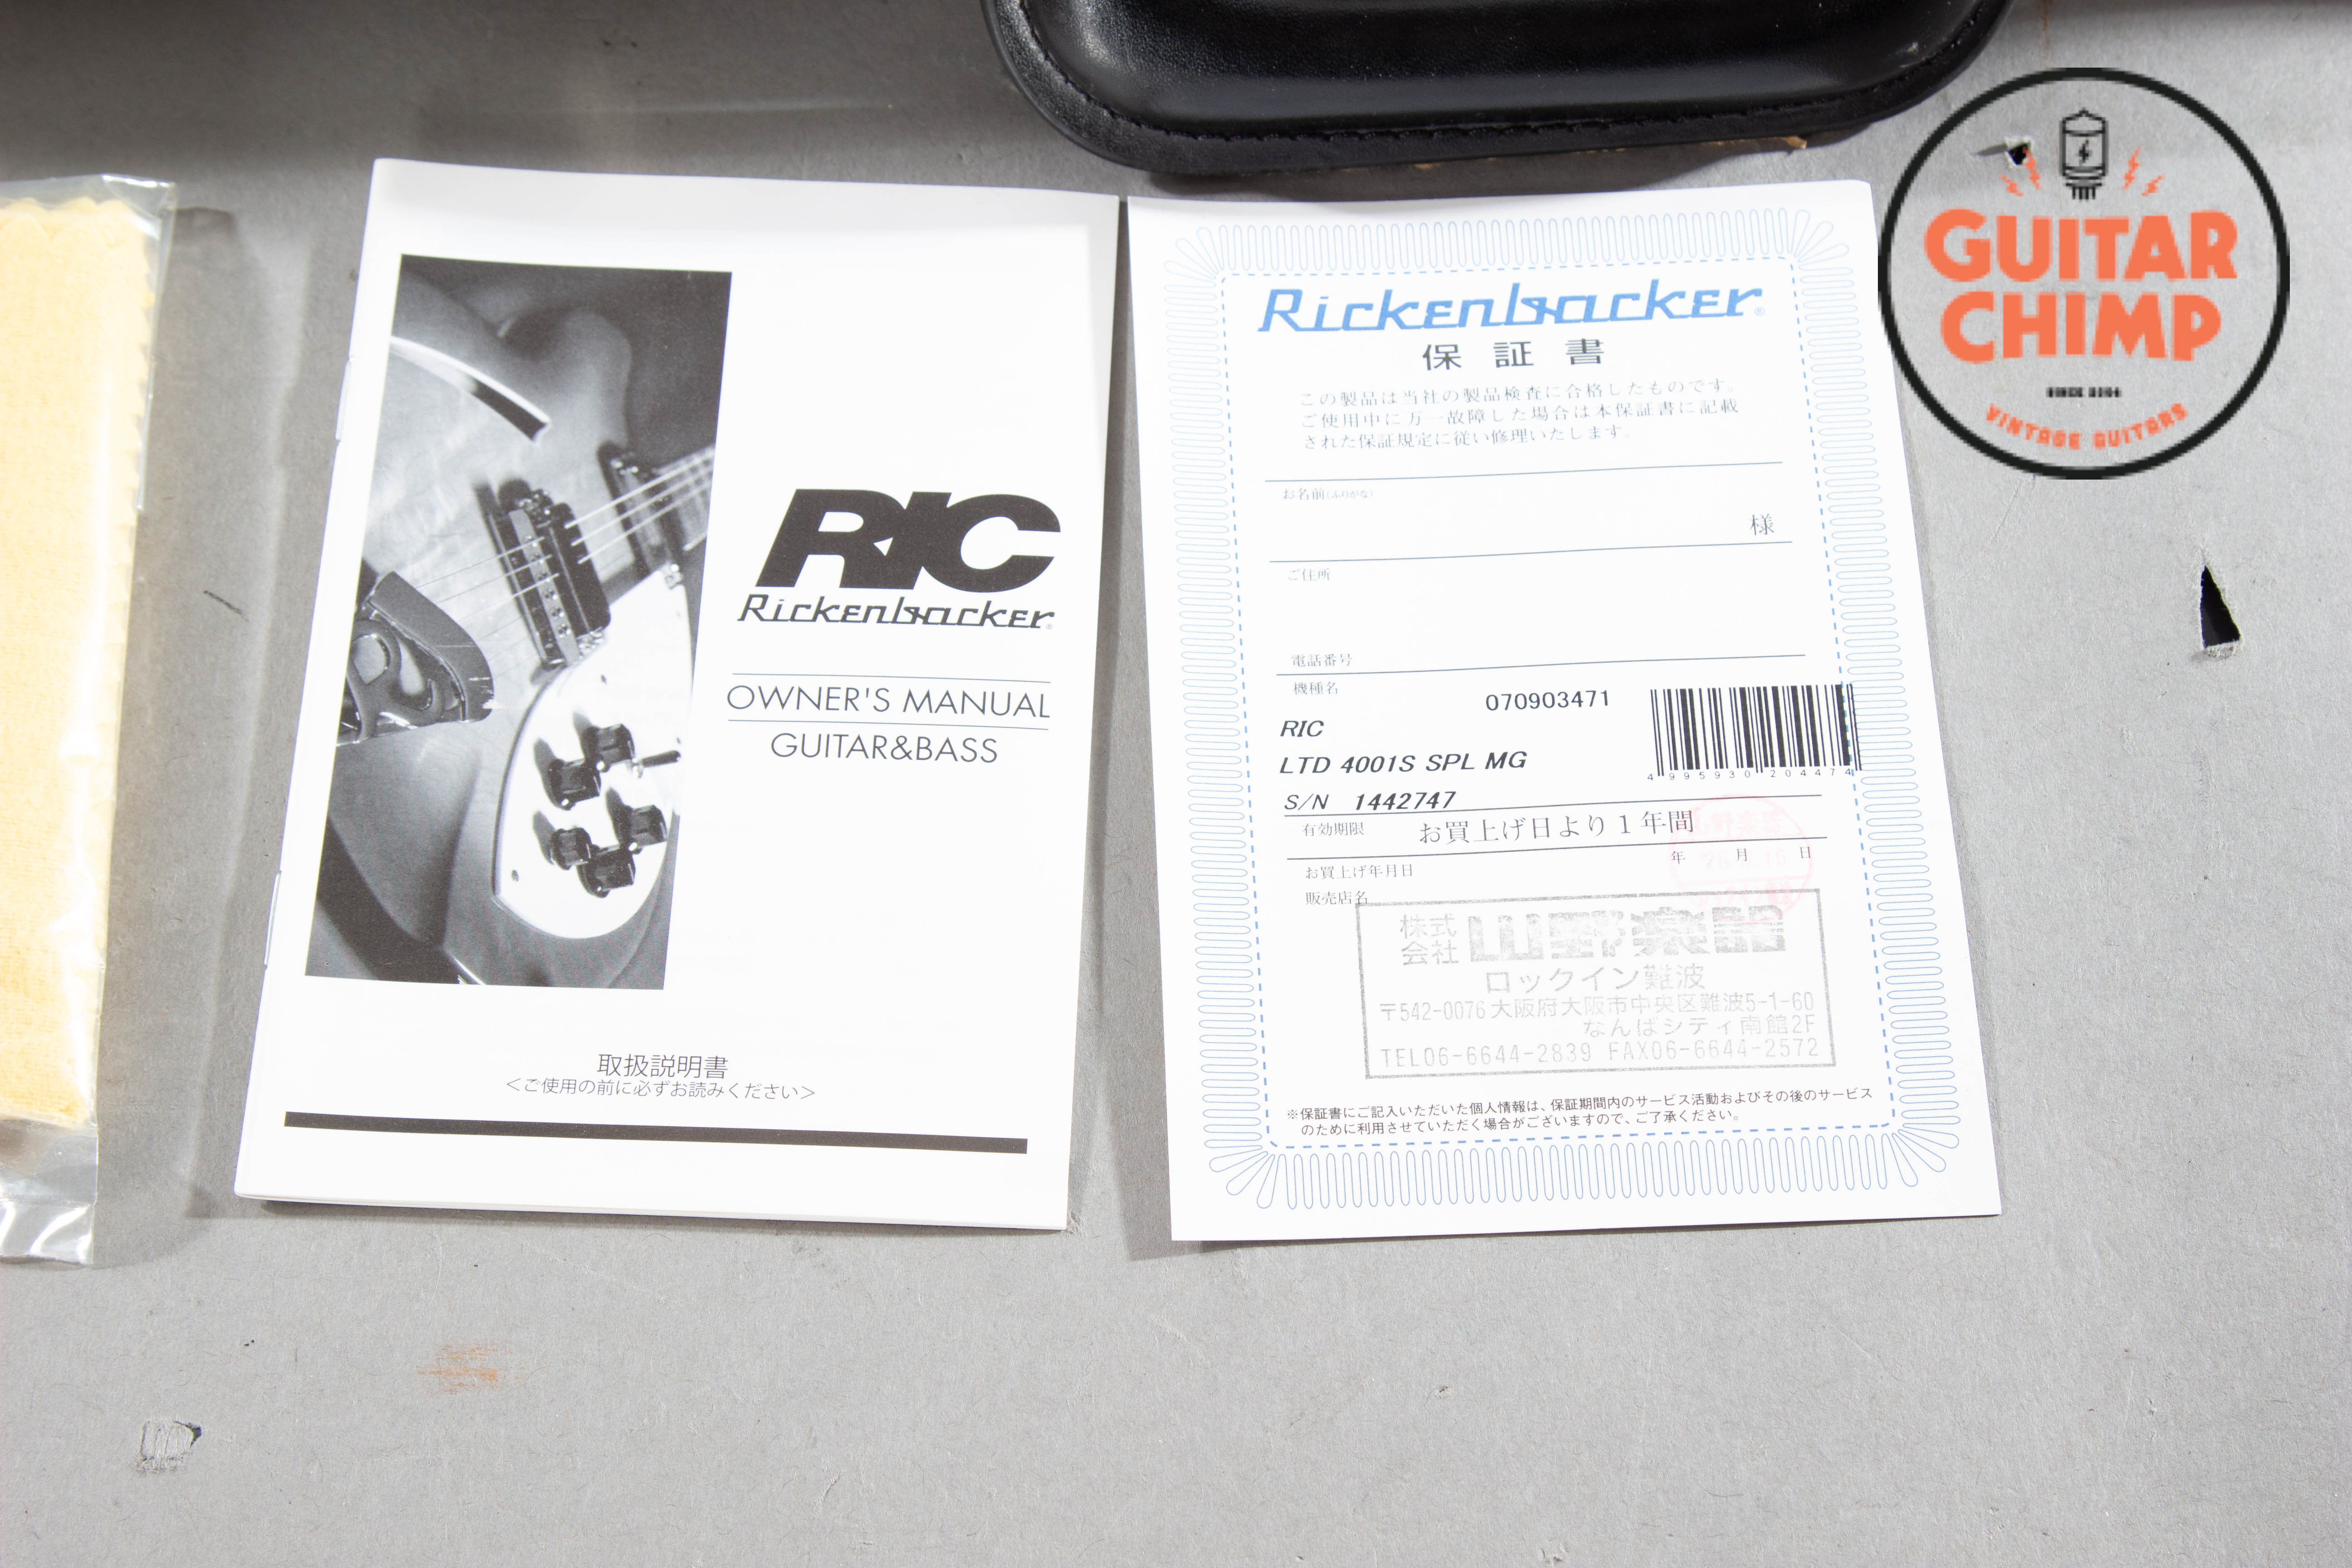 RIC
Rickenbacker
OWNER'S MANUAL
GUITAR&BASS
取扱説明書
＜ご使用の前に必ずお読みください＞
Rickenbacker®
保証書
この製品は当社の製品検査に合格したものです。
ご使用中に万一故障した場合は本保証書に記載
された保証規定に従い修理いたします。
お名前(ふりがな)
様
ご住所
電話番号
機種名
070903471
RIC
LTD 4001S SPL MG
S/N 1442747
4995930204474
有効期限 お買上げ日より1年間
お買上げ年月日 年 月 日
販売店名
株式会社 山野楽器
ロックイン難波
〒542-0076 大阪府大阪市中央区難波5-1-60
なんばシティ南館2F
TEL06-6644-2839 FAX06-6644-2572
※保証書にご記入いただいた個人情報は、保証期間内のサービス活動およびその後のサービス
のために利用させていただく場合がございますので、ご了承ください。
GUITAR
CHIMP
VINTAGE GUITARS